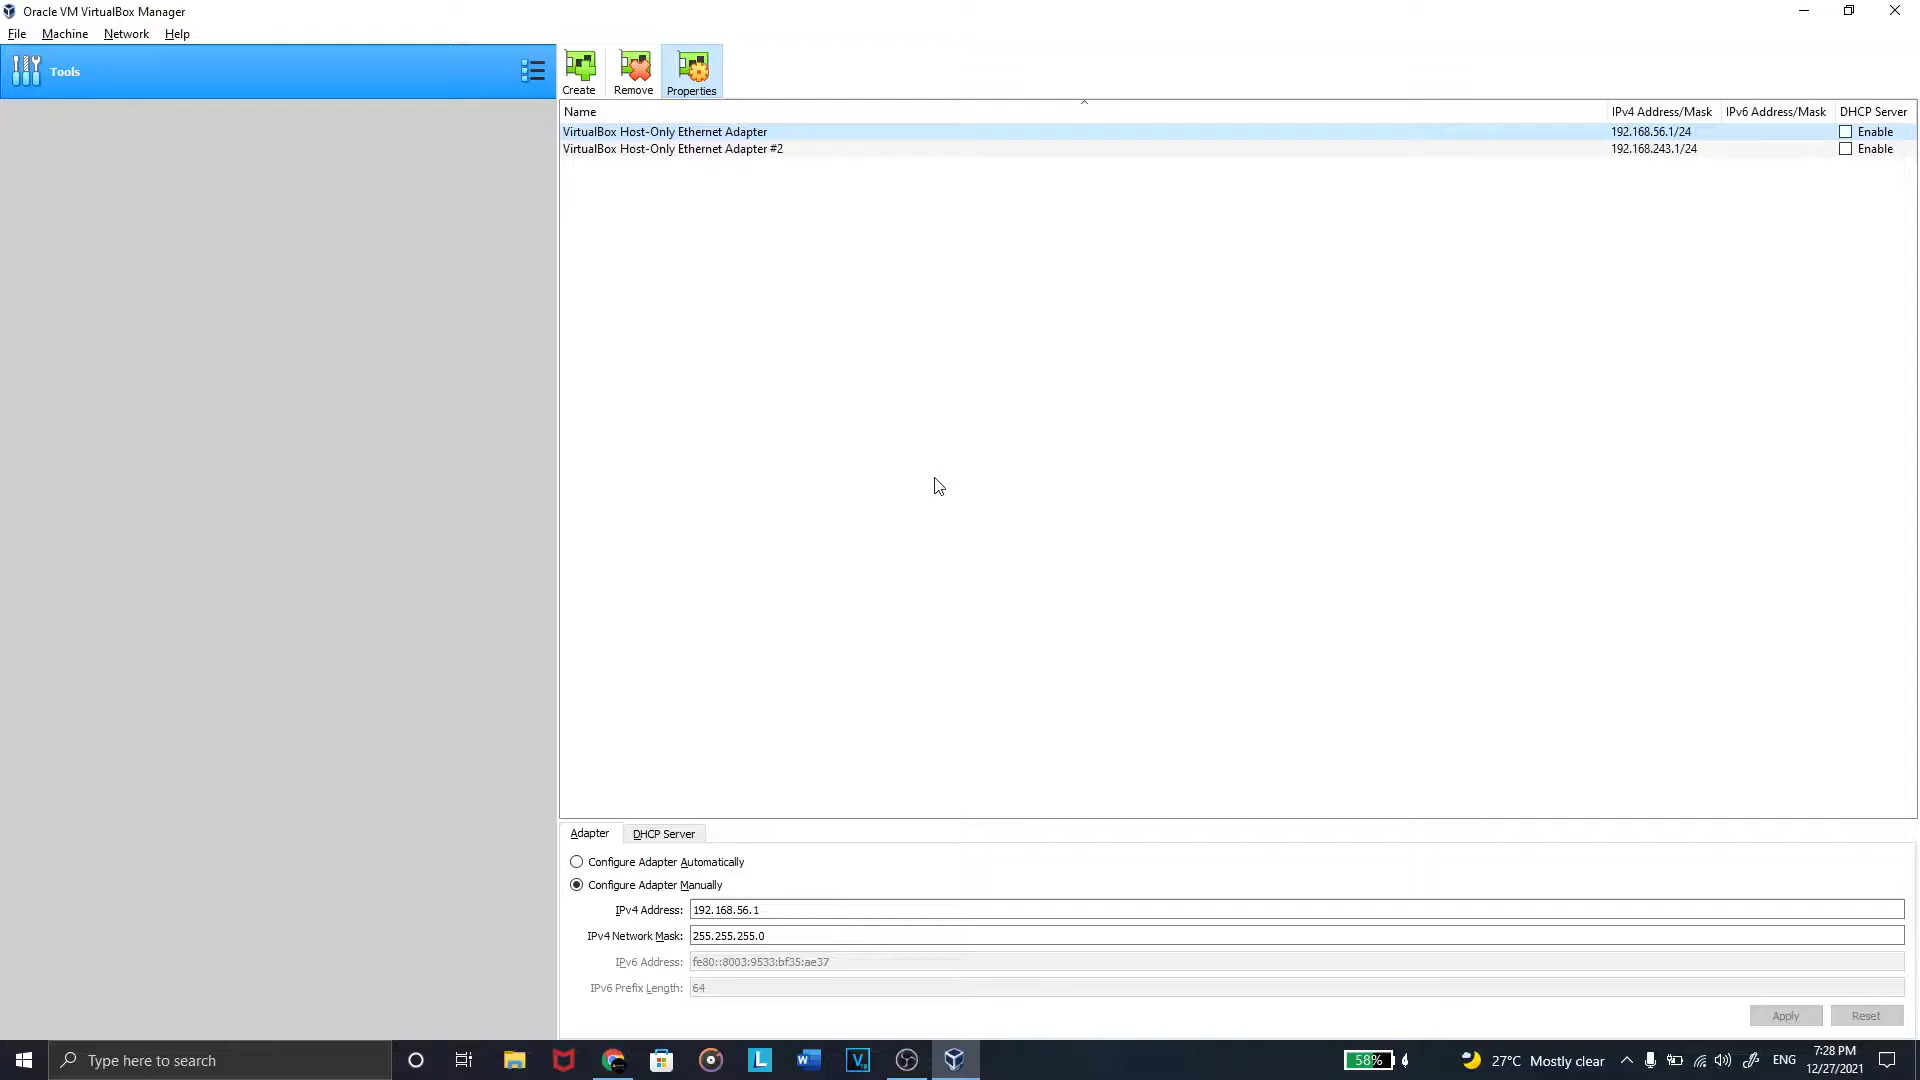 Oracle VM VirtualBox Manager
File Machine Network Help
Tools
Create Remove Properties
Name IPv4 Address/Mask IPv6 Address/Mask DHCP Server
VirtualBox Host-Only Ethernet Adapter 192.168.56.1/24 Enable
VirtualBox Host-Only Ethernet Adapter #2 192.168.243.1/24 Enable
Adapter DHCP Server
Configure Adapter Automatically
Configure Adapter Manually
IPv4 Address: 192.168.56.1
IPv4 Network Mask: 255.255.255.0
IPv6 Address: fe80::8003:9533:bf35:ae37
IPv6 Prefix Length: 64
Apply Reset
Type here to search
L
W
V
58%
27°C Mostly clear
ENG
7:28 PM
12/27/2021